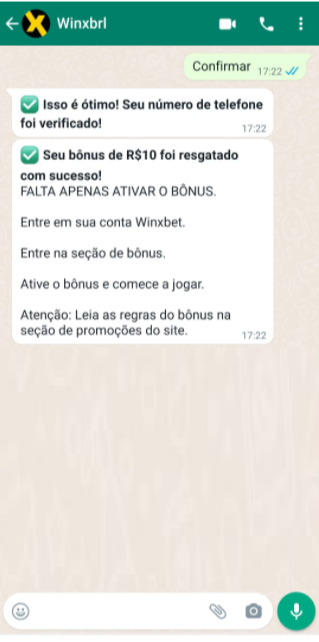 Winxbrl
Confirmar
17:22
Isso é ótimo! Seu número de telefone
foi verificado!
17:22
Seu bônus de R$10 foi resgatado
com sucesso!
FALTA APENAS ATIVAR O BÔNUS.
Entre em sua conta Winxbet.
Entre na seção de bônus.
Ative o bônus e comece a jogar.
Atenção: Leia as regras do bônus na
seção de promoções do site.
17:22